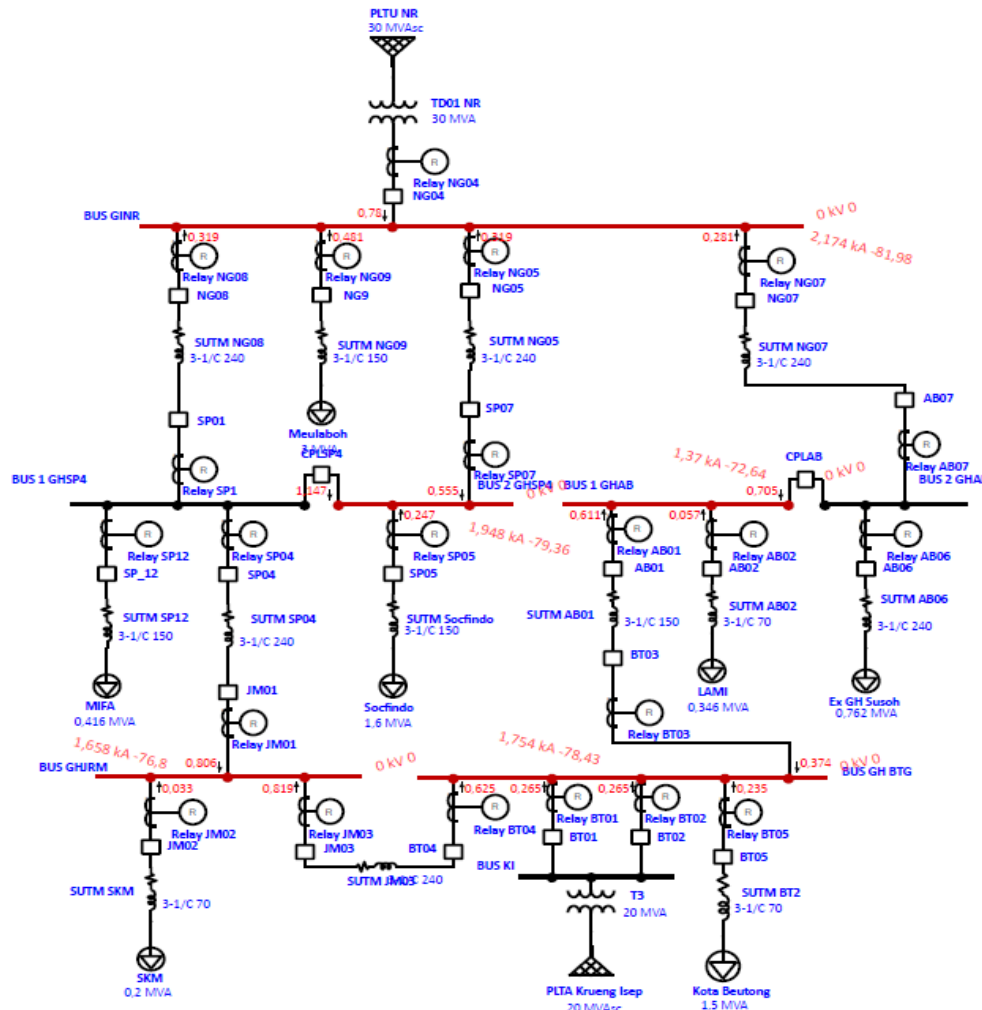 PLTU NR
30 MVAsc
TD01 NR
30 MVA
R
Relay NG04
NG04
0,78
BUS GINR
0 kV 0
2,174 kA -81,98
0,319
0,481
0,319
0,281
R
R
R
R
Relay NG08
Relay NG09
Relay NG05
Relay NG07
NG08
NG9
NG05
NG07
SUTM NG08
3-1/C 240
SUTM NG09
3-1/C 150
SUTM NG05
3-1/C 240
SUTM NG07
3-1/C 240
SP01
Meulaboh
SP07
AB07
R
Relay SP1
CPLSP4
R
Relay SP07
CPLAB
R
Relay AB07
BUS 1 GHSP4
BUS 2 GHSP4
BUS 1 GHAB
BUS 2 GHAB
1,147
0,555
0 kV 0
1,948 kA -79,36
1,37 kA -72,64
0,705
0 kV 0
0,247
0,611
0,057
R
R
R
R
R
R
Relay SP12
Relay SP04
Relay SP05
Relay AB01
Relay AB02
Relay AB06
SP_12
SP04
SP05
AB01
AB02
AB06
SUTM SP12
3-1/C 150
SUTM SP04
3-1/C 240
SUTM Socfindo
3-1/C 150
SUTM AB01
3-1/C 150
SUTM AB02
3-1/C 70
SUTM AB06
3-1/C 240
BT03
MIFA
0,416 MVA
JM01
Socfindo
1,6 MVA
LAMI
0,346 MVA
Ex GH Susoh
0,762 MVA
R
Relay JM01
R
Relay BT03
1,658 kA -76,8
0,806
0 kV 0
BUS GHJRM
1,754 kA -78,43
0,374
0 kV 0
BUS GH BTG
0,033
0,819
0,625
0,265
0,265
0,235
R
R
R
R
R
R
Relay JM02
Relay JM03
Relay BT04
Relay BT01
Relay BT02
Relay BT05
JM02
JM03
BT04
BT01
BT02
BT05
SUTM JM03
3-1/C 240
BUS KI
SUTM SKM
3-1/C 70
T3
20 MVA
SUTM BT2
3-1/C 70
SKM
0,2 MVA
PLTA Krueng Isep
20 MVAsc
Kota Beutong
1.5 MVA